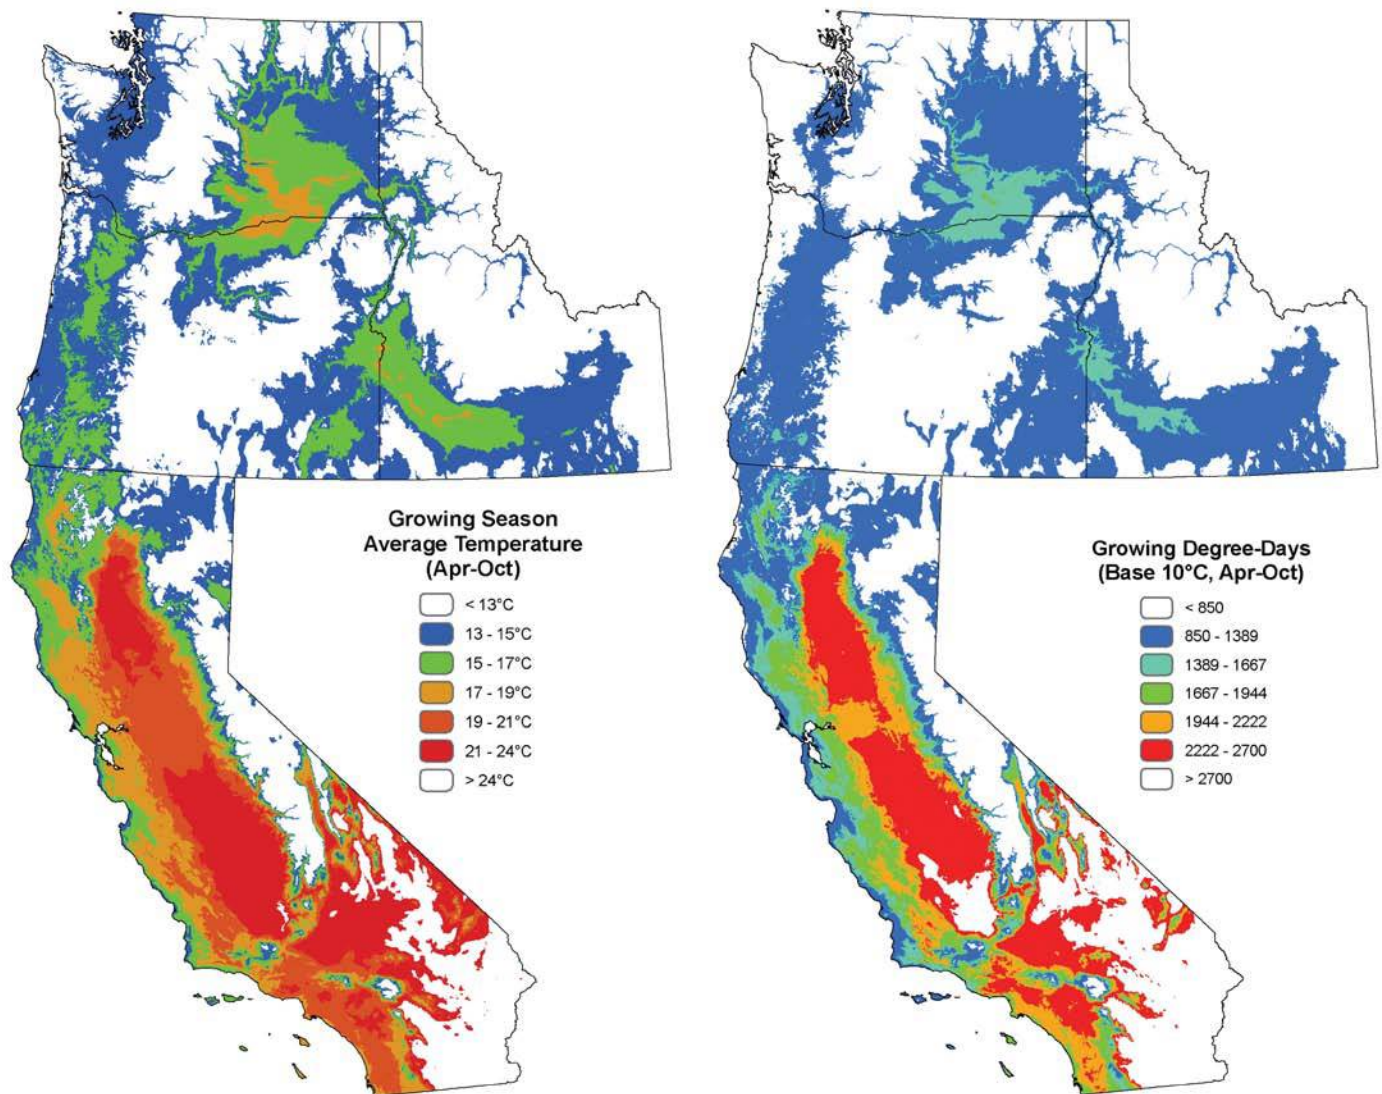 Growing Season
Average Temperature
(Apr-Oct)
< 13°C
13 - 15°C
15 - 17°C
17 - 19°C
19 - 21°C
21 - 24°C
> 24°C
Growing Degree-Days
(Base 10°C, Apr-Oct)
< 850
850 - 1389
1389 - 1667
1667 - 1944
1944 - 2222
2222 - 2700
> 2700